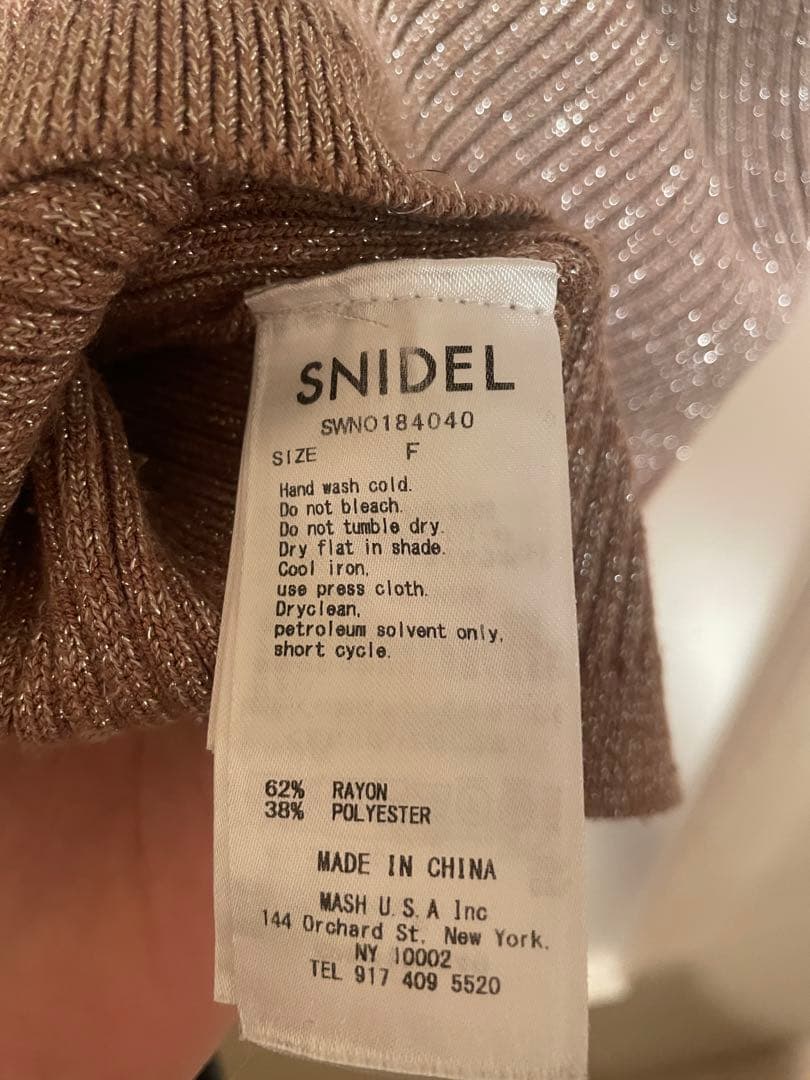 SNIDEL
SWNO184040
SIZE F
Hand wash cold.
Do not bleach.
Do not tumble dry.
Dry flat in shade.
Cool iron,
use press cloth.
Dryclean,
petroleum solvent only,
short cycle.
62% RAYON
38% POLYESTER
MADE IN CHINA
MASH U.S.A Inc
144 Orchard St, New York,
NY 10002
TEL 917 409 5520